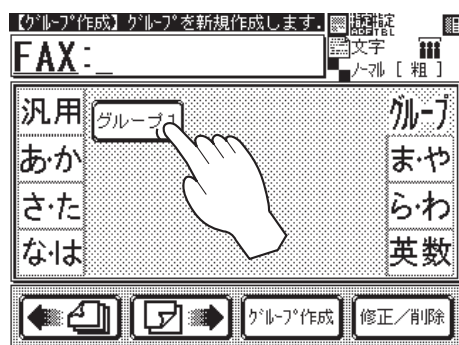 【ｸﾞﾙｰﾌﾟ作成】ｸﾞﾙｰﾌﾟを新規作成します.
文字
FAX:_
ﾉｰﾏﾙ [ 粗 ]
汎用
グループ1
グループ
あ・か
ま・や
さ・た
ら・わ
な・は
英数
ｸﾞﾙｰﾌﾟ作成
修正／削除